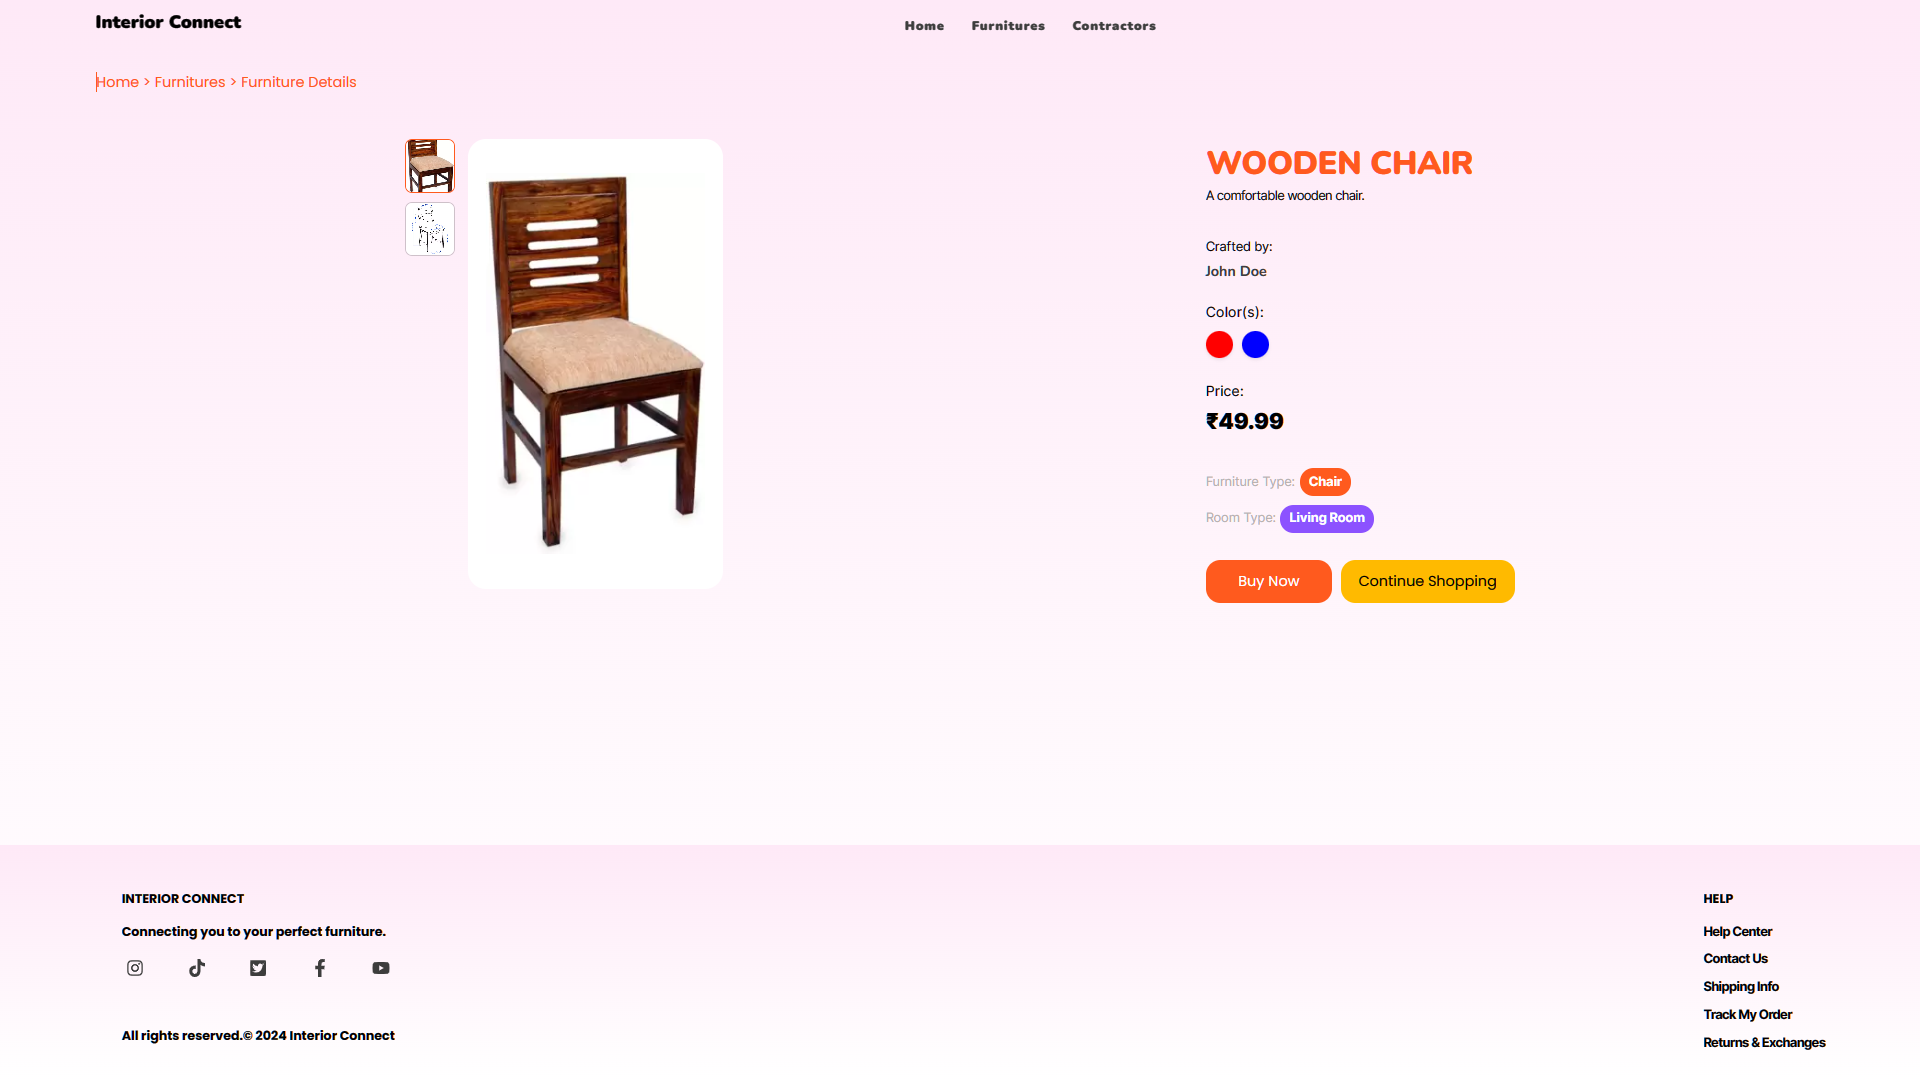 Interior Connect
Home Furnitures Contractors
Home > Furnitures > Furniture Details
WOODEN CHAIR
A comfortable wooden chair.
Crafted by:
John Doe
Color(s):
Price:
₹49.99
Furniture Type: Chair
Room Type: Living Room
Buy Now Continue Shopping
INTERIOR CONNECT
Connecting you to your perfect furniture.
All rights reserved.© 2024 Interior Connect
HELP
Help Center
Contact Us
Shipping Info
Track My Order
Returns & Exchanges